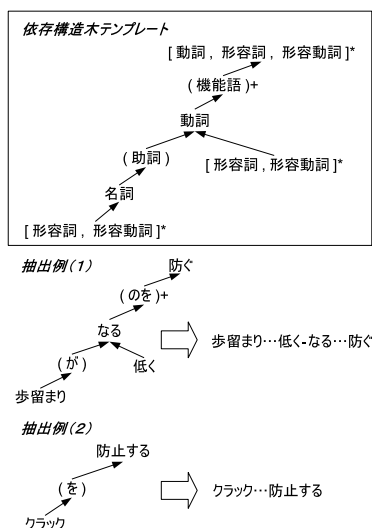 依存構造木テンプレート
[ 動詞 , 形容詞 , 形容動詞 ]*
( 機能語 )+
動詞
( 助詞 )
[ 形容詞 , 形容動詞 ]*
名詞
[ 形容詞 , 形容動詞 ]*
抽出例(1)
防ぐ
( のを )+
なる
( が )
低く
歩留まり
歩留まり…低く-なる…防ぐ
抽出例(2)
防止する
( を )
クラック
クラック…防止する